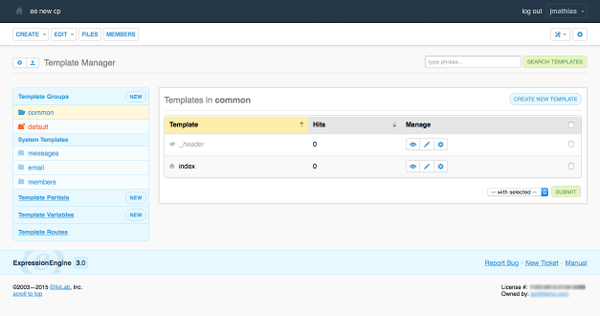 ee new cp
log out jmathias
CREATE EDIT FILES MEMBERS
Template Manager
type phrase...
SEARCH TEMPLATES
Template Groups NEW
common
default
System Templates
messages
email
members
Template Partials NEW
Template Variables NEW
Template Routes
Templates in common
CREATE NEW TEMPLATE
Template Hits Manage
_header 0
index 0
-- with selected --
SUBMIT
ExpressionEngine 3.0
Report Bug · New Ticket · Manual
©2003—2015 EllisLab, Inc.
scroll to top
License #:
Owned by: